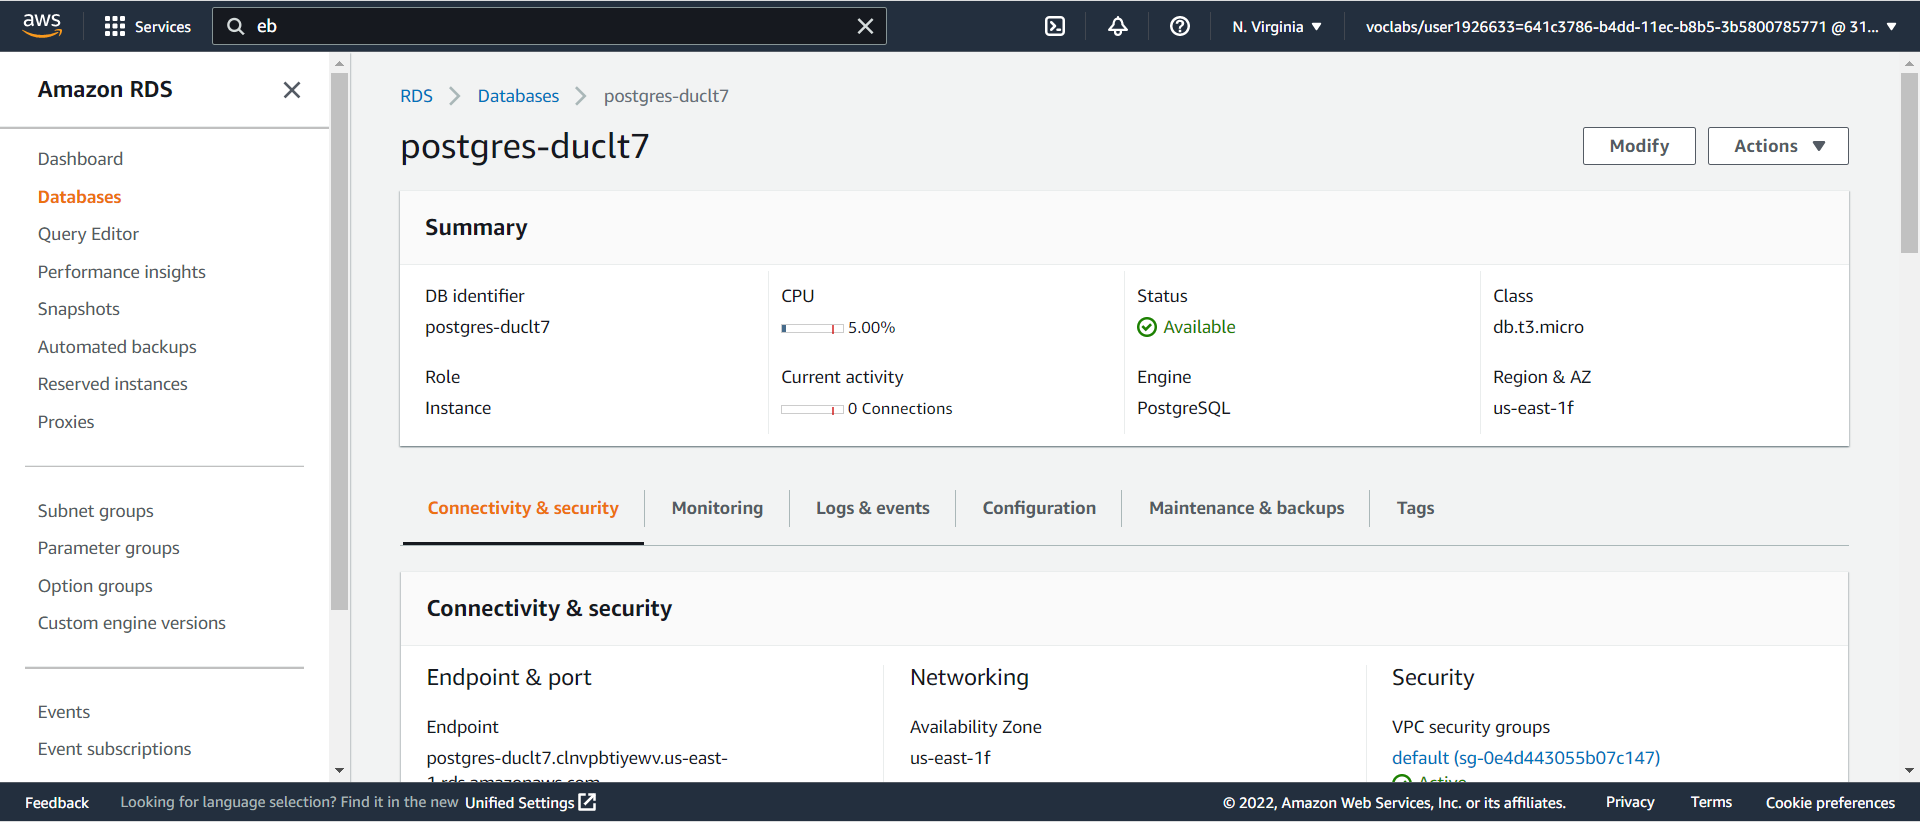 aws
Services
eb
N. Virginia
voclabs/user1926633=641c3786-b4dd-11ec-b8b5-3b5800785771 @ 31...
Amazon RDS
Dashboard
Databases
Query Editor
Performance insights
Snapshots
Automated backups
Reserved instances
Proxies
Subnet groups
Parameter groups
Option groups
Custom engine versions
Events
Event subscriptions
RDS
Databases
postgres-duclt7
postgres-duclt7
Modify
Actions
Summary
DB identifier
postgres-duclt7
CPU
5.00%
Status
Available
Class
db.t3.micro
Role
Instance
Current activity
0 Connections
Engine
PostgreSQL
Region & AZ
us-east-1f
Connectivity & security
Monitoring
Logs & events
Configuration
Maintenance & backups
Tags
Connectivity & security
Endpoint & port
Endpoint
postgres-duclt7.clnvpbtiyewv.us-east-
1.rds.amazonaws.com
Networking
Availability Zone
us-east-1f
Security
VPC security groups
default (sg-0e4d443055b07c147)
Active
Feedback
Looking for language selection? Find it in the new Unified Settings
© 2022, Amazon Web Services, Inc. or its affiliates.
Privacy
Terms
Cookie preferences